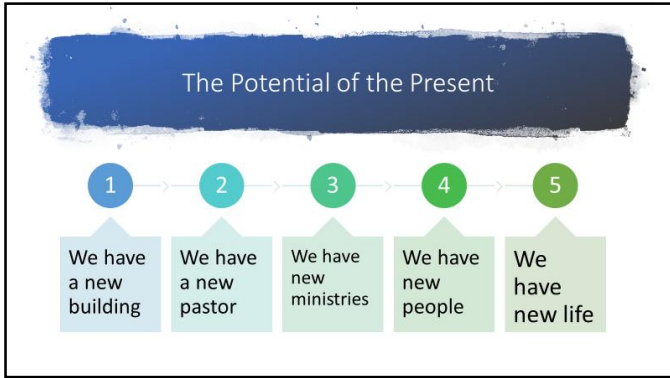 The Potential of the Present
1
2
3
4
5
We have
a new
building
We have
a new
pastor
We have
new
ministries
We have
new
people
We
have
new life